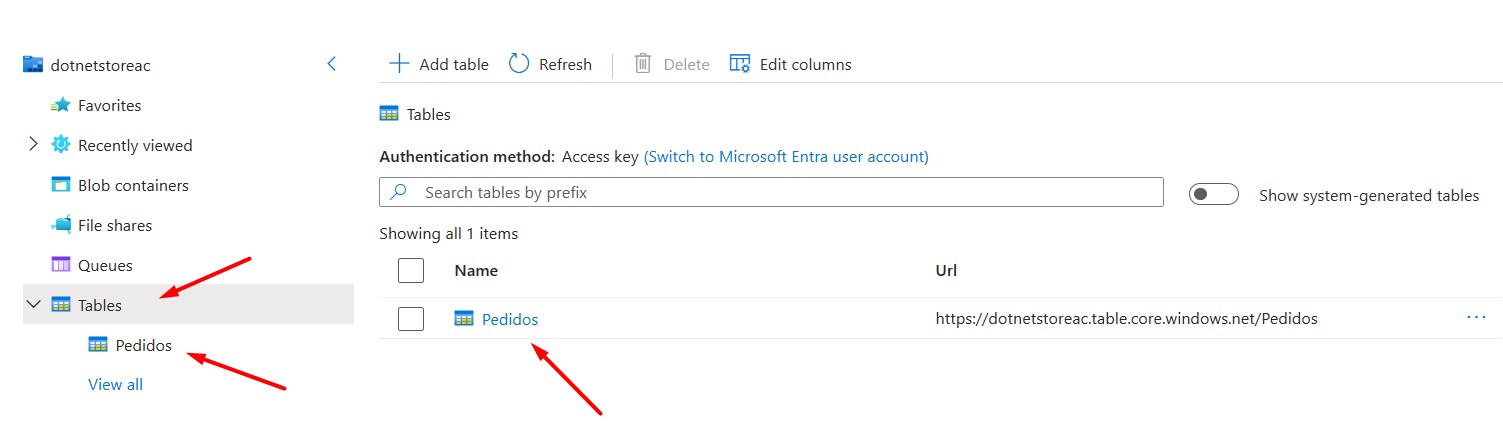 dotnetstoreac
Favorites
Recently viewed
Blob containers
File shares
Queues
Tables
Pedidos
View all
Add table Refresh Delete Edit columns
Tables
Authentication method: Access key (Switch to Microsoft Entra user account)
Search tables by prefix Show system-generated tables
Showing all 1 items
Name Url
Pedidos https://dotnetstoreac.table.core.windows.net/Pedidos ...